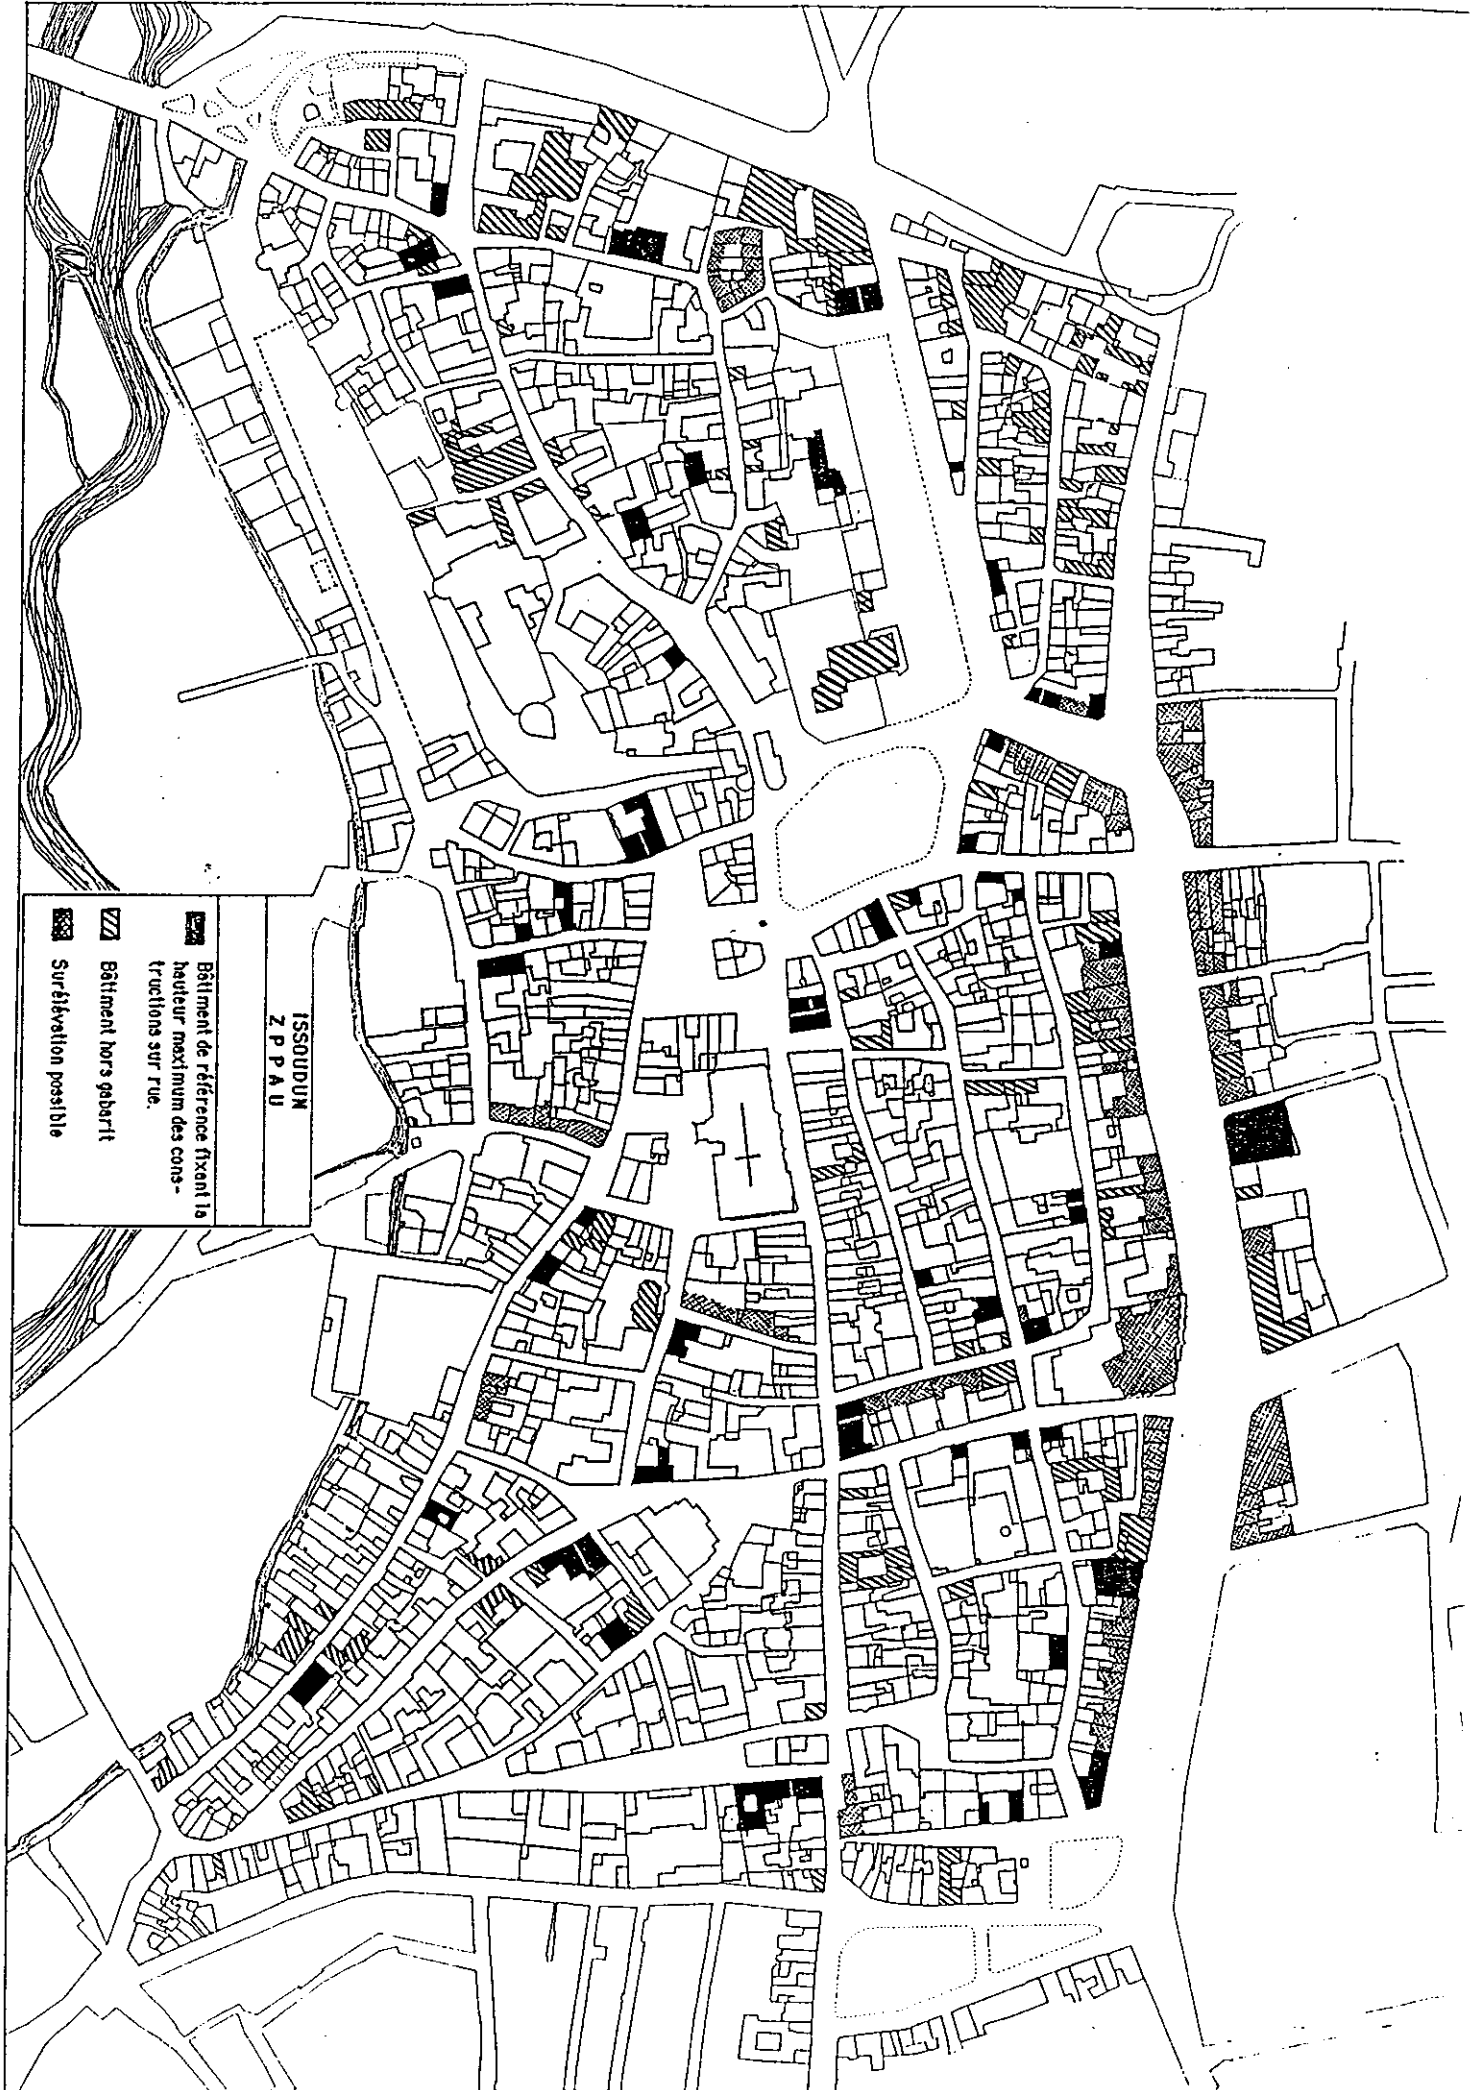 ISSOUDUN
Z P P A U
Bâtiment de référence fixant la
hauteur maximum des cons-
tructions sur rue.
Bâtiment hors gabarit
Surélévation possible